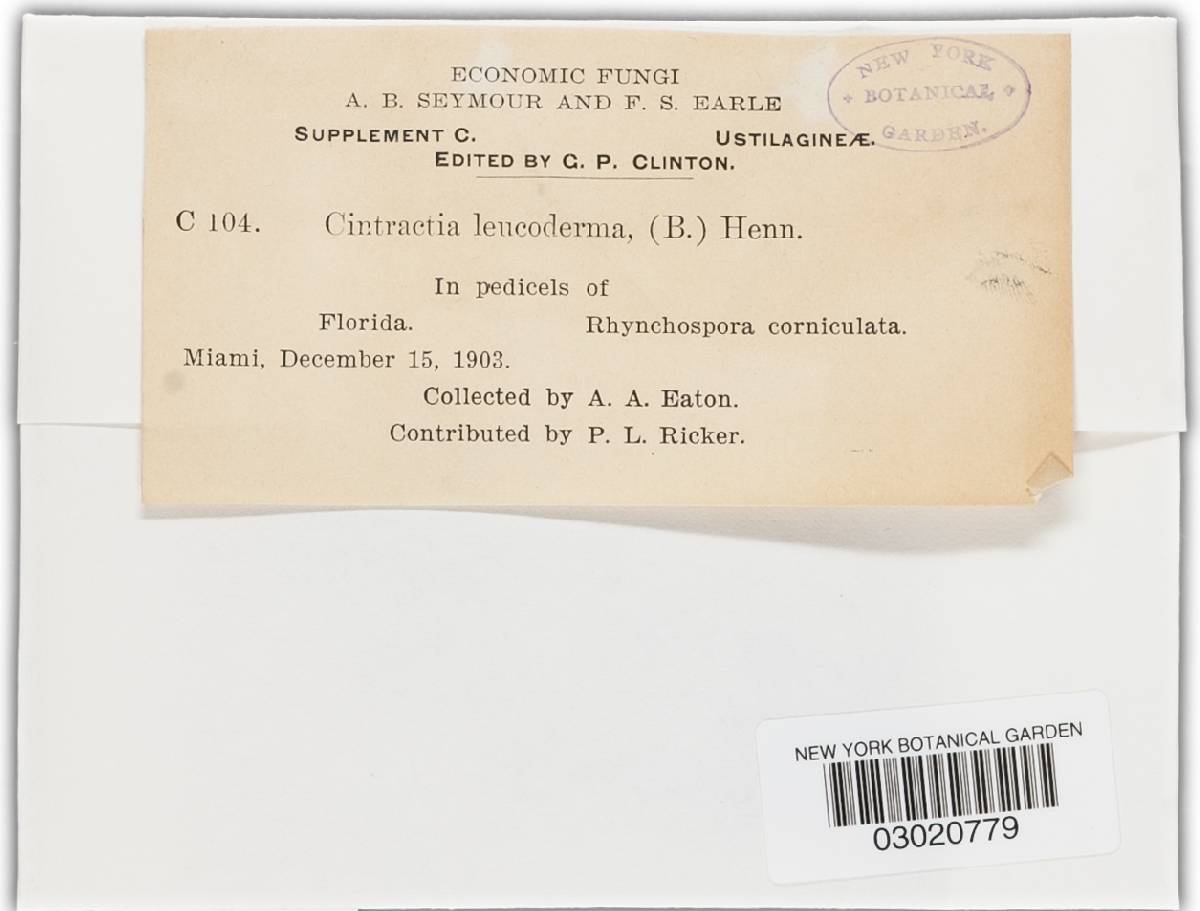 ECONOMIC FUNGI
A. B. SEYMOUR AND F. S. EARLE
SUPPLEMENT C. USTILAGINEÆ.
EDITED BY G. P. CLINTON.
NEW YORK
BOTANICAL
GARDEN.
C 104. Cintractia leucoderma, (B.) Henn.
In pedicels of
Florida. Rhynchospora corniculata.
Miami, December 15, 1903.
Collected by A. A. Eaton.
Contributed by P. L. Ricker.
NEW YORK BOTANICAL GARDEN
03020779